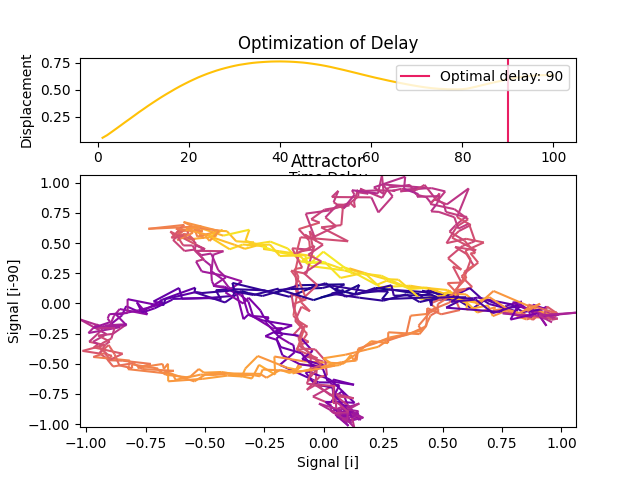 Optimization of Delay
Displacement
0.75
0.50
0.25
Optimal delay: 90
0 20 40 60 80 100
Time Delay
Attractor
Signal [i-90]
1.00
0.75
0.50
0.25
0.00
−0.25
−0.50
−0.75
−1.00
−1.00 −0.75 −0.50 −0.25 0.00 0.25 0.50 0.75 1.00
Signal [i]